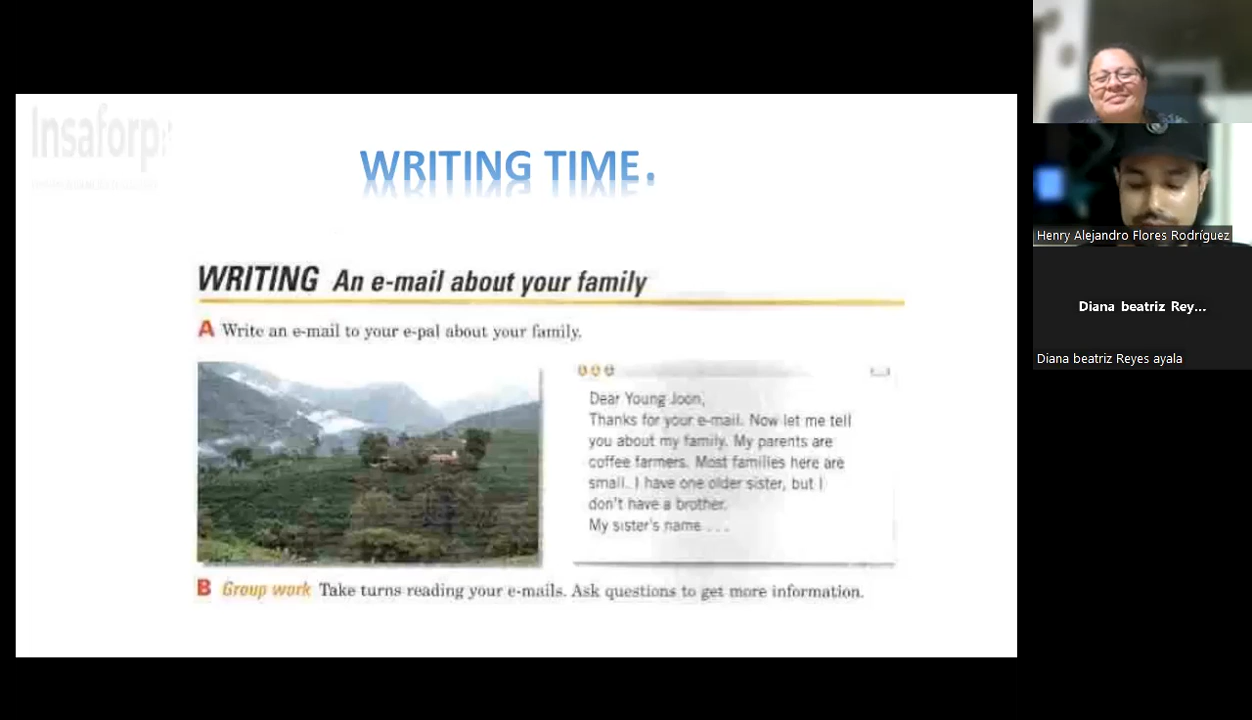 Insaforp
WRITING TIME.
WRITING An e-mail about your family
A Write an e-mail to your e-pal about your family.
Dear Young Joon,
Thanks for your e-mail. Now let me tell
you about my family. My parents are
coffee farmers. Most families here are
small. I have one older sister, but I
don't have a brother.
My sister's name . . .
B Group work Take turns reading your e-mails. Ask questions to get more information.
Henry Alejandro Flores Rodríguez
Diana beatriz Rey...
Diana beatriz Reyes ayala